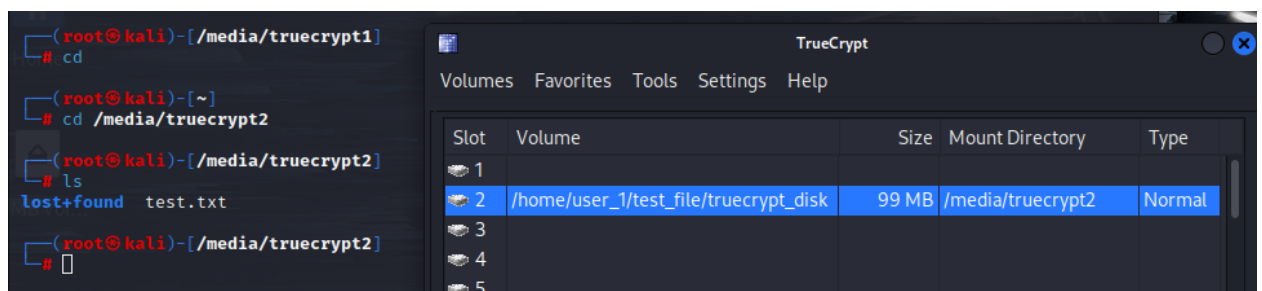 ┌──(root㉿kali)-[/media/truecrypt1]
└─# cd
┌──(root㉿kali)-[~]
└─# cd /media/truecrypt2
┌──(root㉿kali)-[/media/truecrypt2]
└─# ls
lost+found test.txt
┌──(root㉿kali)-[/media/truecrypt2]
└─#
TrueCrypt
Volumes Favorites Tools Settings Help
Slot Volume Size Mount Directory Type
1
2 /home/user_1/test_file/truecrypt_disk 99 MB /media/truecrypt2 Normal
3
4
5